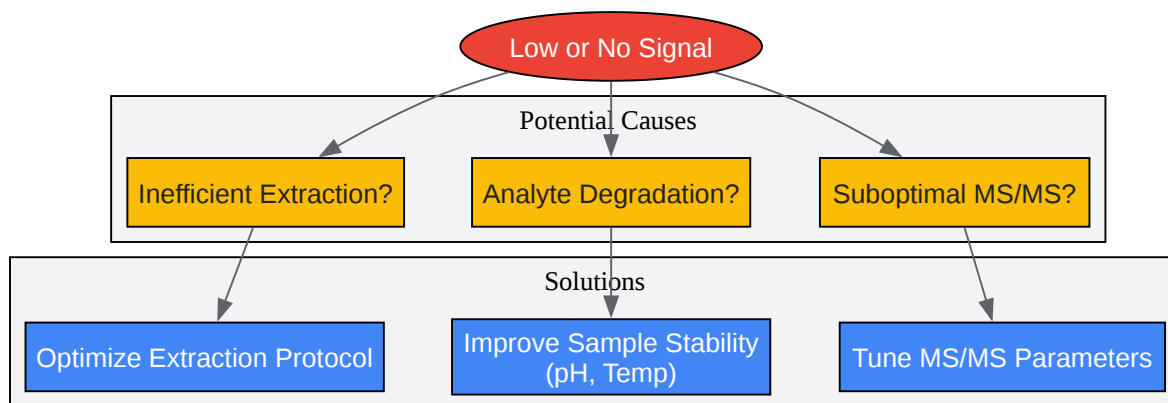 Low or No Signal
Potential Causes
Inefficient Extraction?
Analyte Degradation?
Suboptimal MS/MS?
Solutions
Optimize Extraction Protocol
Improve Sample Stability
(pH, Temp)
Tune MS/MS Parameters